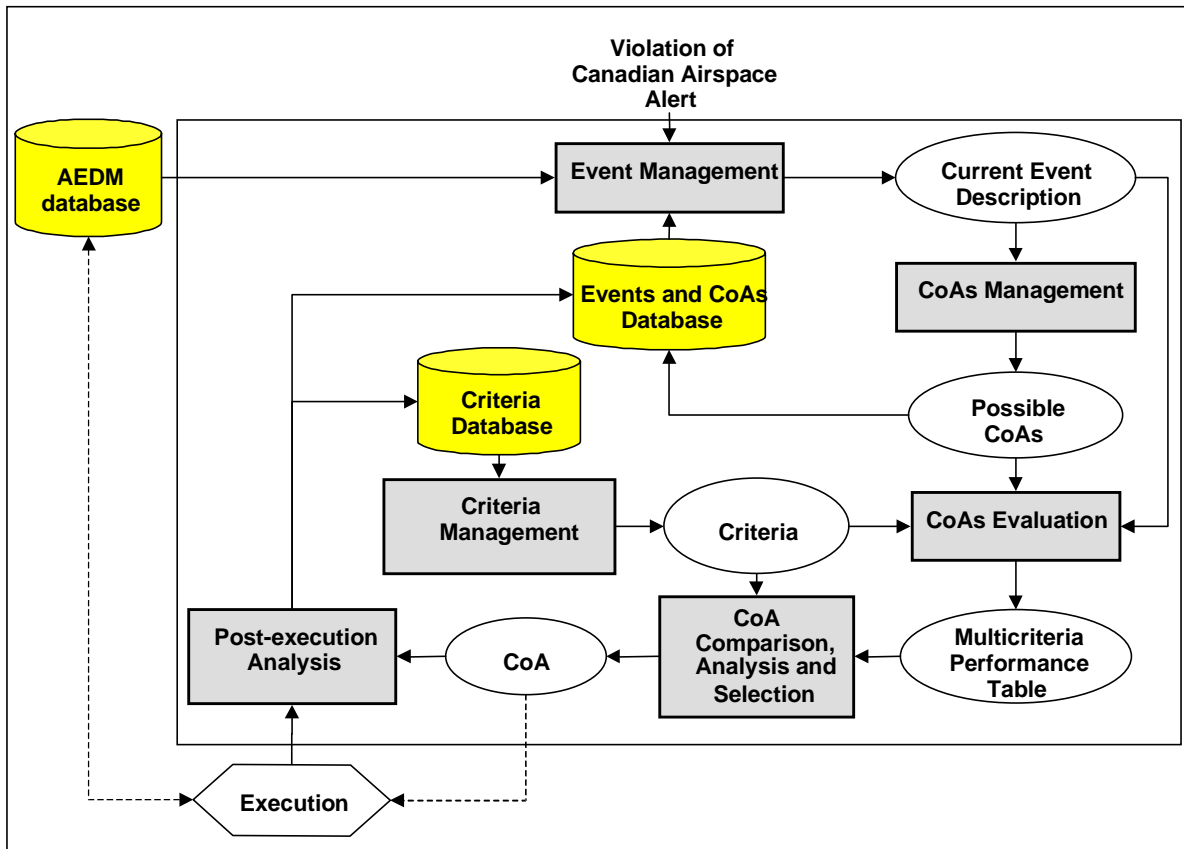 Violation of
Canadian Airspace
Alert
AEDM
database
Event Management
Current Event
Description
Events and CoAs
Database
CoAs Management
Criteria
Database
Possible
CoAs
Criteria
Management
Criteria
CoAs Evaluation
Post-execution
Analysis
CoA
CoA
Comparison,
Analysis and
Selection
Multicriteria
Performance
Table
Execution